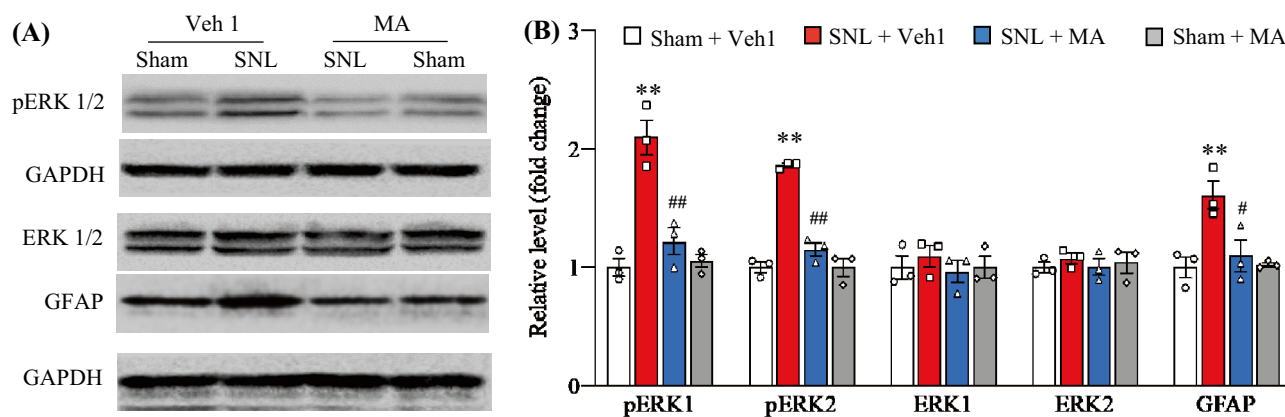 (A)
Veh 1 MA
Sham SNL SNL Sham
pERK 1/2
GAPDH
ERK 1/2
GFAP
GAPDH
(B)
Sham + Veh1 SNL + Veh1 SNL + MA Sham + MA
Relative level (fold change)
3
2
1
0
** ** **
## ## #
pERK1 pERK2 ERK1 ERK2 GFAP